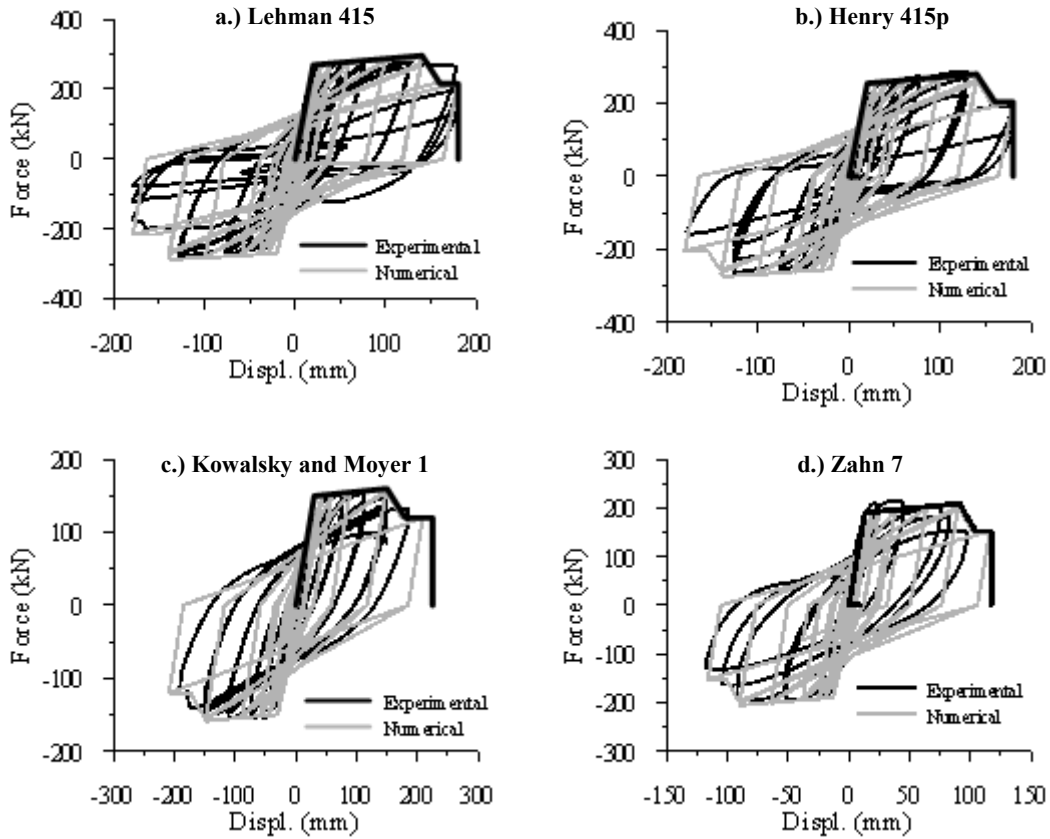 a.) Lehman 415
400
200
0
-200
-400
Force (kN)
Experimental
Numerical
-200 -100 0 100 200
Displ. (mm)
b.) Henry 415p
400
200
0
-200
-400
Force (kN)
Experimental
Numerical
-200 -100 0 100 200
Displ. (mm)
c.) Kowalsky and Moyer 1
200
100
0
-100
-200
Force (kN)
Experimental
Numerical
-300 -200 -100 0 100 200 300
Displ. (mm)
d.) Zahn 7
300
200
100
0
-100
-200
-300
Force (kN)
Experimental
Numerical
-150 -100 -50 0 50 100 150
Displ. (mm)